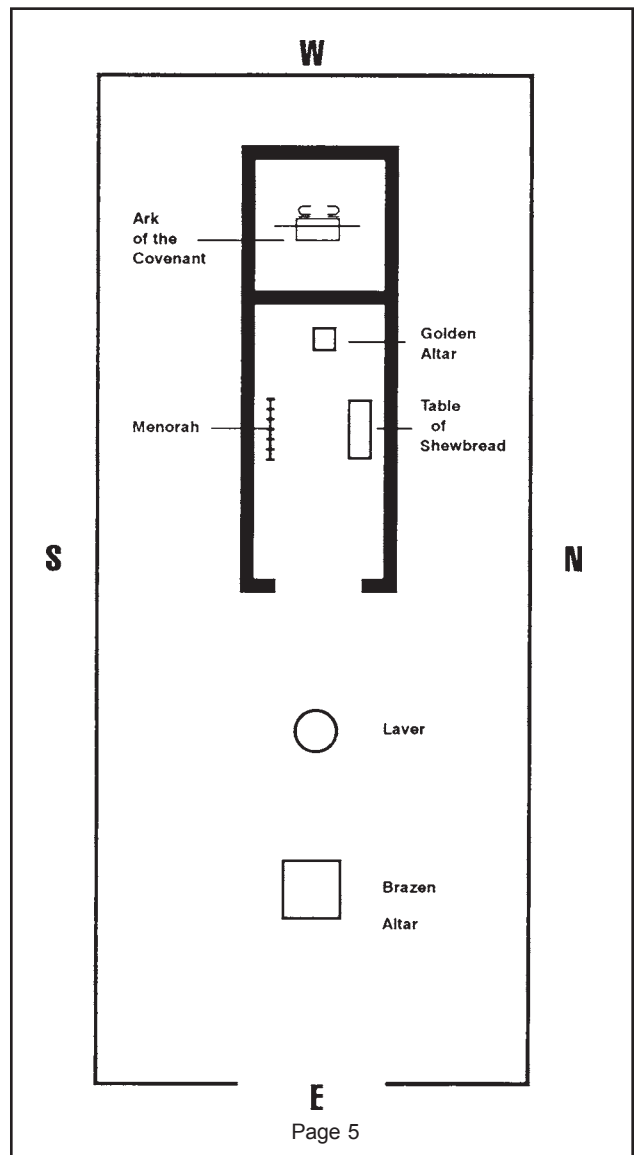 W
Ark
of the
Covenant
Golden
Altar
Menorah
Table
of
Shewbread
S
N
Laver
Brazen
Altar
E
Page 5